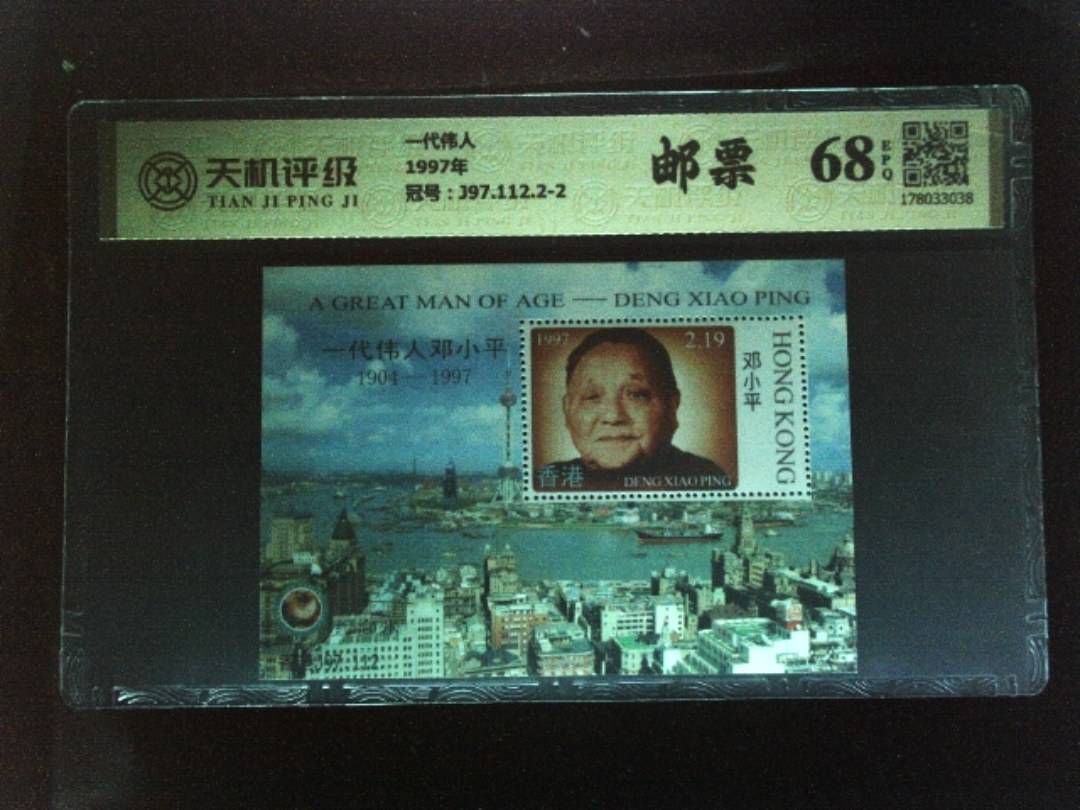 天机评级
TIAN JI PING JI
一代伟人
1997年
冠号：J97.112.2-2
邮票
68
EPQ
178033038
A GREAT MAN OF AGE — DENG XIAO PING
一代伟人邓小平
1904—1997
1997
2.19
香港
DENG XIAO PING
邓小平
HONG KONG
J97.112